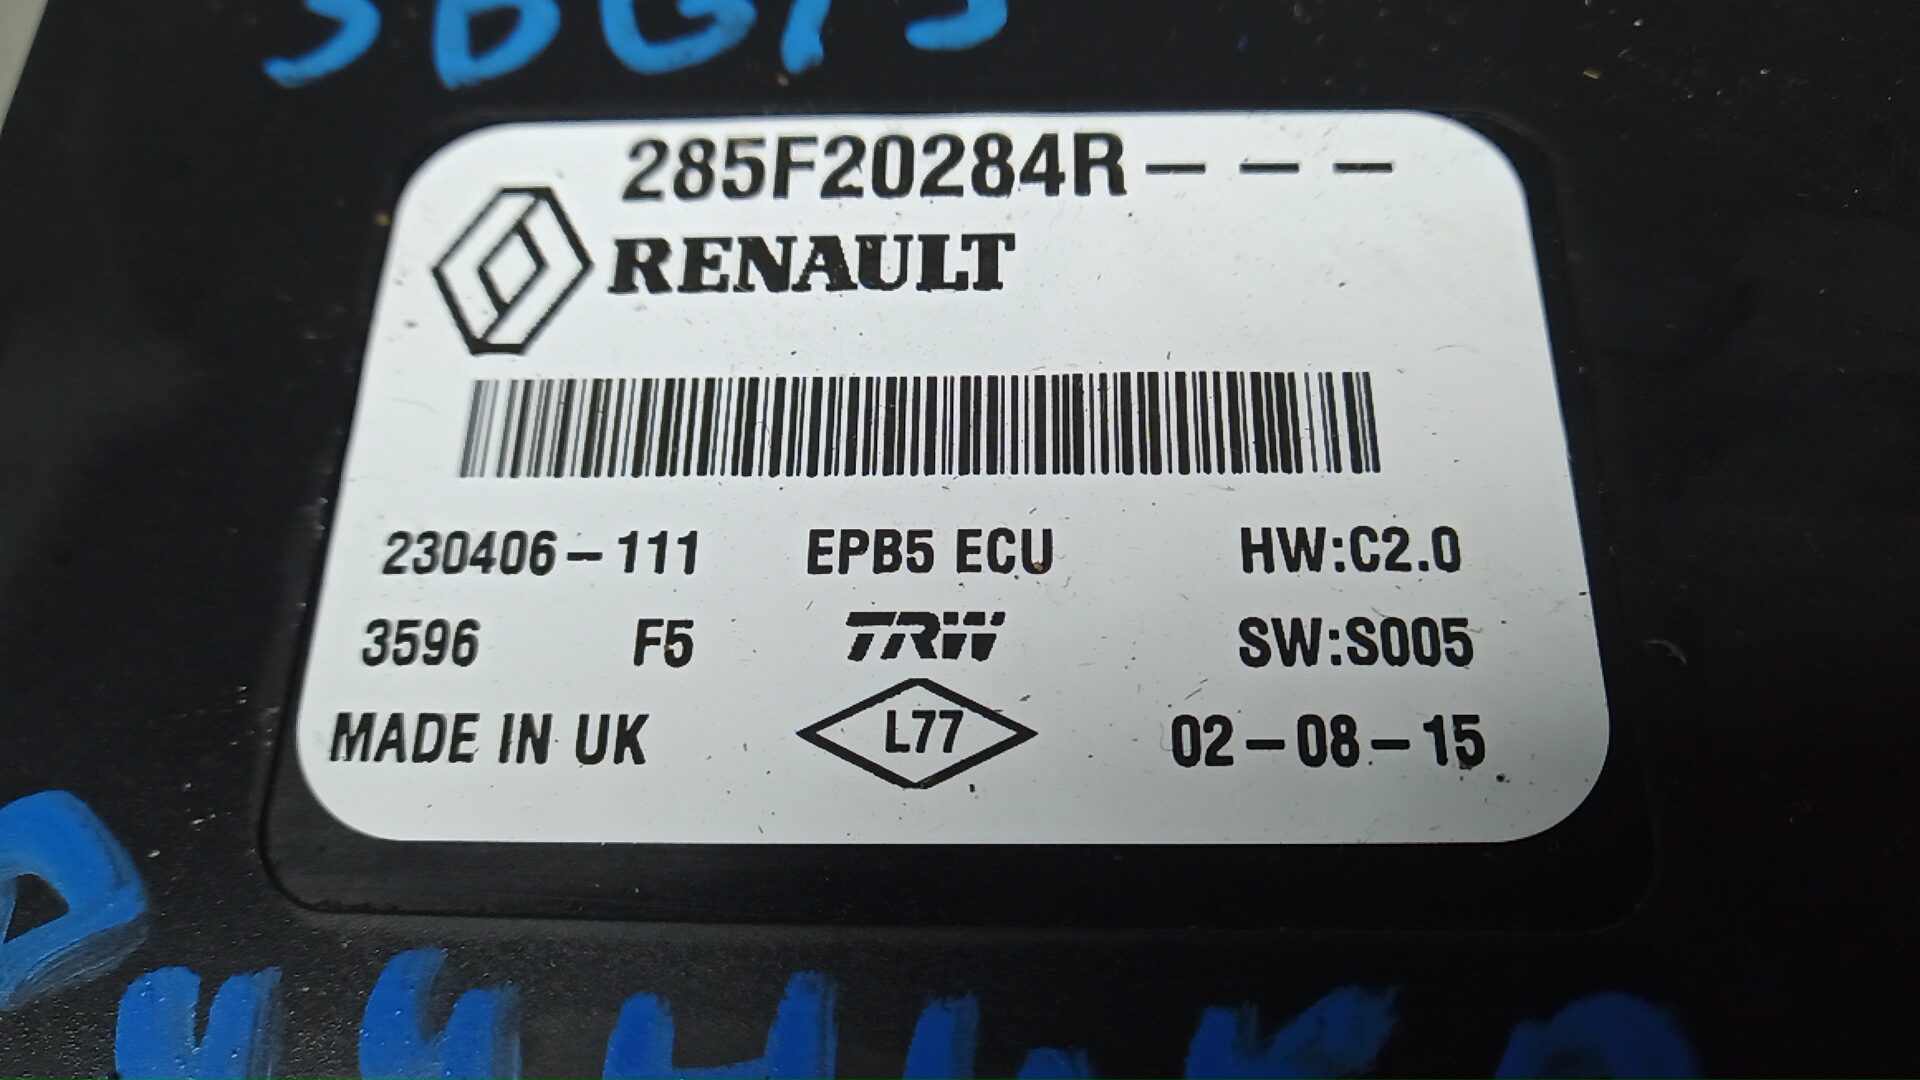 285F20284R---
RENAULT
230406-111 EPB5 ECU HW:C2.0
3596 F5 TRW SW:S005
MADE IN UK L77 02-08-15